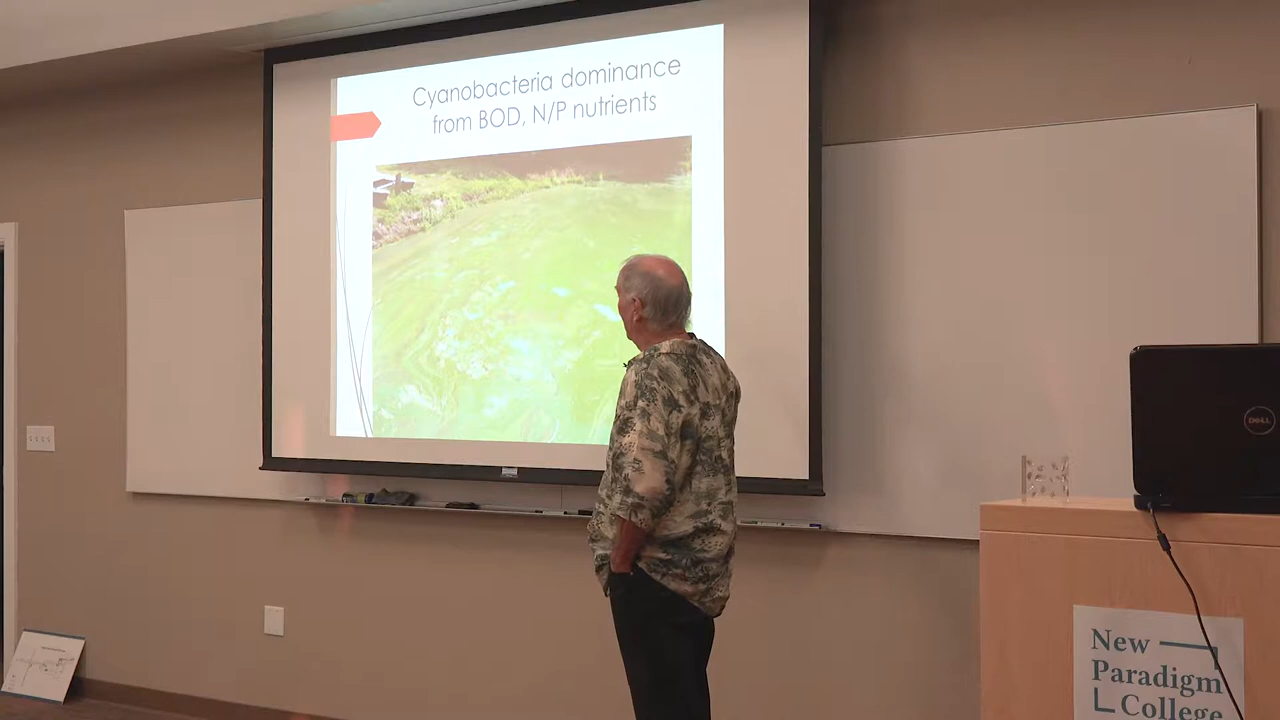 Cyanobacteria dominance
from BOD, N/P nutrients
DELL
New
Paradigm
College